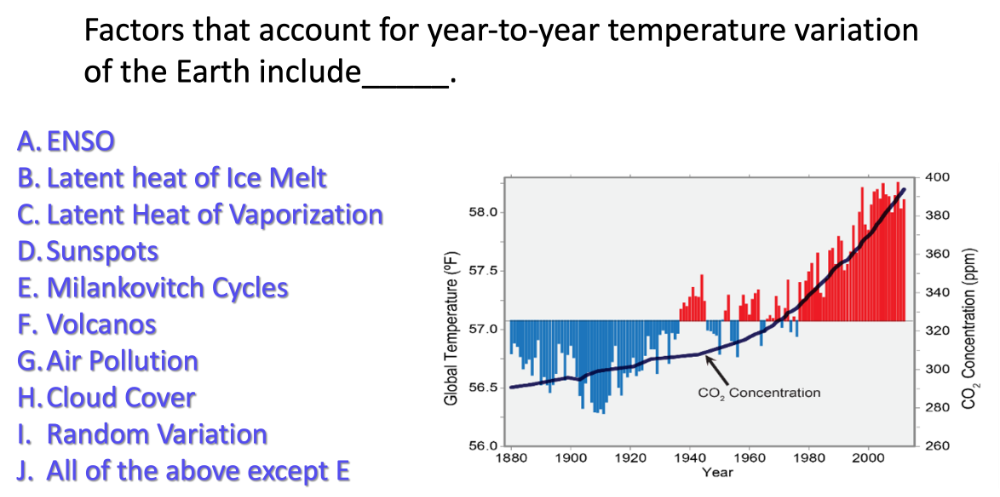 Factors that account for year-to-year temperature variation
of the Earth include_____.
A. ENSO
B. Latent heat of Ice Melt
C. Latent Heat of Vaporization
D. Sunspots
E. Milankovitch Cycles
F. Volcanos
G. Air Pollution
H. Cloud Cover
I. Random Variation
J. All of the above except E
Global Temperature (°F)
58.0
57.5
57.0
56.5
56.0
400
380
360
340
320
300
280
260
CO₂ Concentration (ppm)
CO₂ Concentration
1880 1900 1920 1940 1960 1980 2000
Year